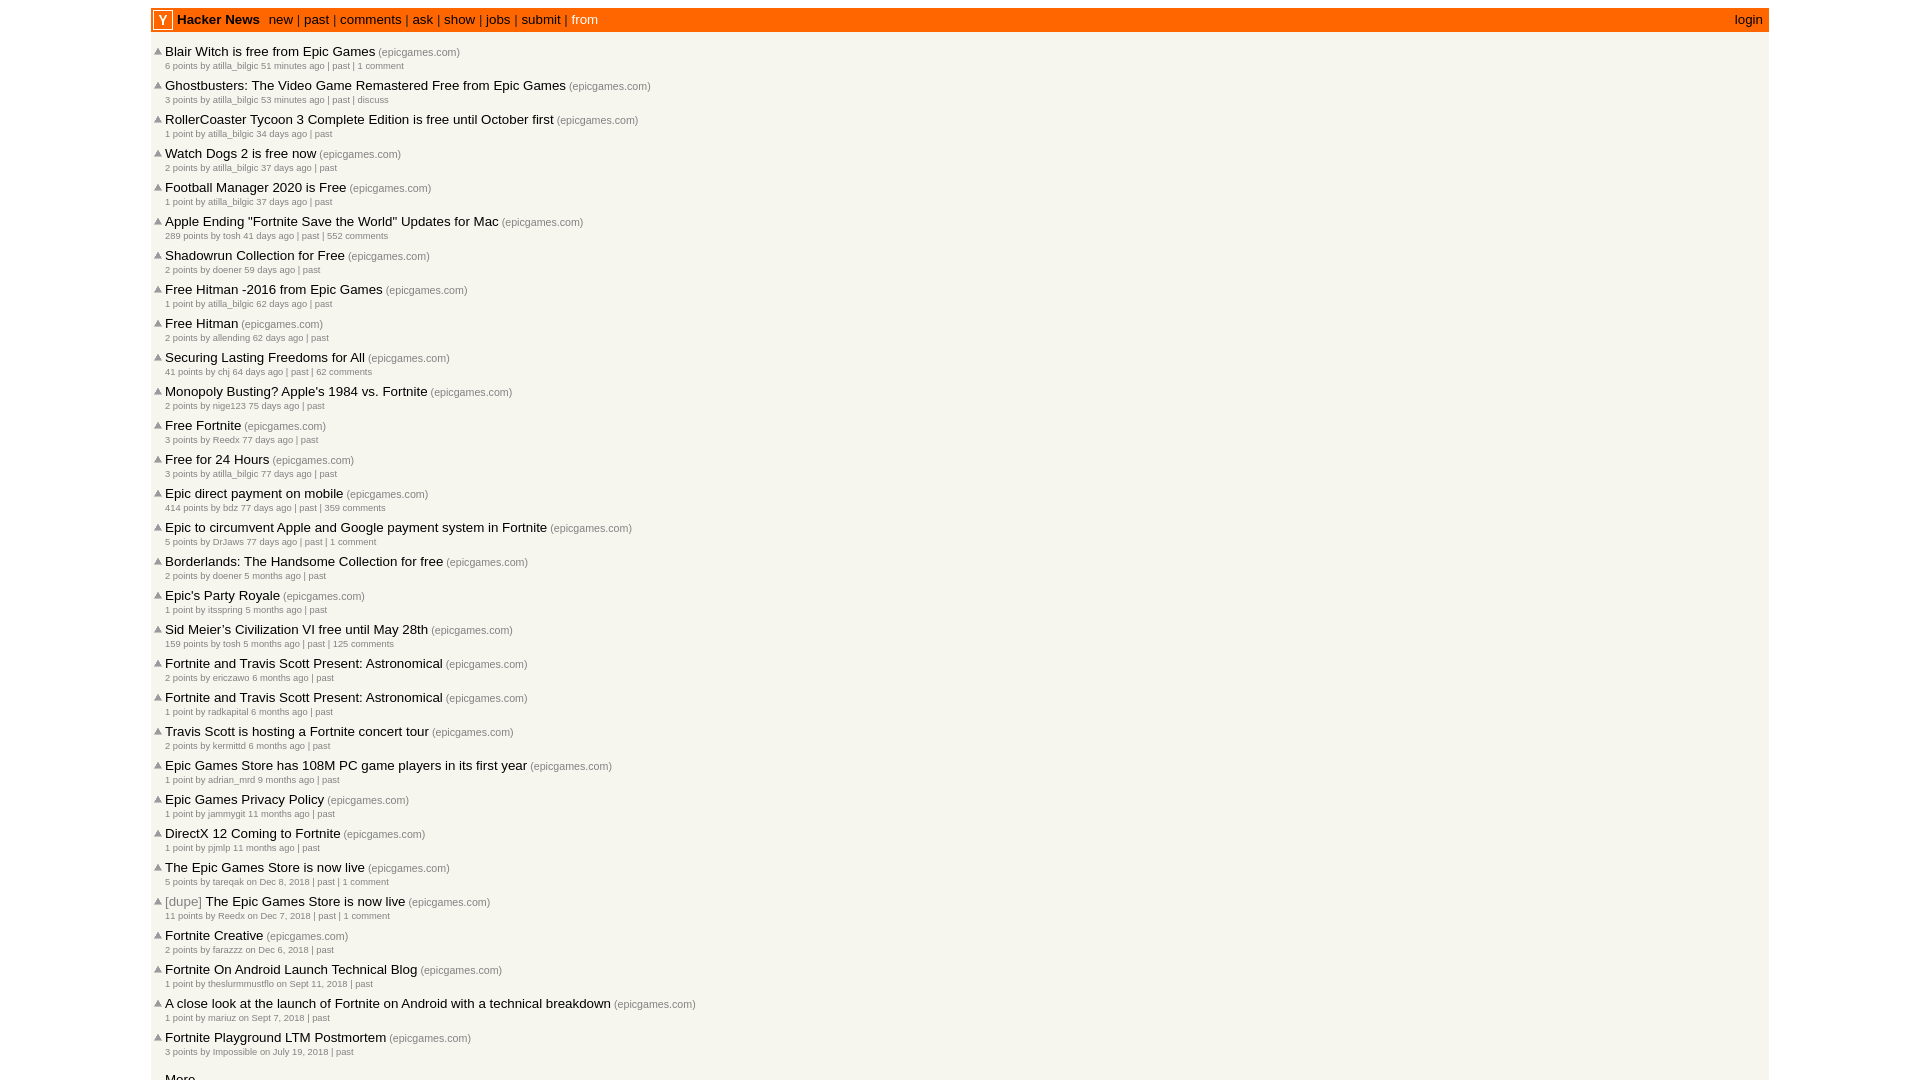 Y Hacker News new | past | comments | ask | show | jobs | submit | from login
Blair Witch is free from Epic Games (epicgames.com)
6 points by atilla_bilgic 51 minutes ago | past | 1 comment
Ghostbusters: The Video Game Remastered Free from Epic Games (epicgames.com)
3 points by atilla_bilgic 53 minutes ago | past | discuss
RollerCoaster Tycoon 3 Complete Edition is free until October first (epicgames.com)
1 point by atilla_bilgic 34 days ago | past
Watch Dogs 2 is free now (epicgames.com)
2 points by atilla_bilgic 37 days ago | past
Football Manager 2020 is Free (epicgames.com)
1 point by atilla_bilgic 37 days ago | past
Apple Ending "Fortnite Save the World" Updates for Mac (epicgames.com)
289 points by tosh 41 days ago | past | 552 comments
Shadowrun Collection for Free (epicgames.com)
2 points by doener 59 days ago | past
Free Hitman -2016 from Epic Games (epicgames.com)
1 point by atilla_bilgic 62 days ago | past
Free Hitman (epicgames.com)
2 points by allending 62 days ago | past
Securing Lasting Freedoms for All (epicgames.com)
41 points by chj 64 days ago | past | 62 comments
Monopoly Busting? Apple's 1984 vs. Fortnite (epicgames.com)
2 points by nige123 75 days ago | past
Free Fortnite (epicgames.com)
3 points by Reedx 77 days ago | past
Free for 24 Hours (epicgames.com)
3 points by atilla_bilgic 77 days ago | past
Epic direct payment on mobile (epicgames.com)
414 points by bdz 77 days ago | past | 359 comments
Epic to circumvent Apple and Google payment system in Fortnite (epicgames.com)
5 points by DrJaws 77 days ago | past | 1 comment
Borderlands: The Handsome Collection for free (epicgames.com)
2 points by doener 5 months ago | past
Epic's Party Royale (epicgames.com)
1 point by itsspring 5 months ago | past
Sid Meier’s Civilization VI free until May 28th (epicgames.com)
159 points by tosh 5 months ago | past | 125 comments
Fortnite and Travis Scott Present: Astronomical (epicgames.com)
2 points by ericzawo 6 months ago | past
Fortnite and Travis Scott Present: Astronomical (epicgames.com)
1 point by radkapital 6 months ago | past
Travis Scott is hosting a Fortnite concert tour (epicgames.com)
2 points by kermittd 6 months ago | past
Epic Games Store has 108M PC game players in its first year (epicgames.com)
1 point by adrian_mrd 9 months ago | past
Epic Games Privacy Policy (epicgames.com)
1 point by jammygit 11 months ago | past
DirectX 12 Coming to Fortnite (epicgames.com)
1 point by pjmlp 11 months ago | past
The Epic Games Store is now live (epicgames.com)
5 points by tareqak on Dec 8, 2018 | past | 1 comment
[dupe] The Epic Games Store is now live (epicgames.com)
11 points by Reedx on Dec 7, 2018 | past | 1 comment
Fortnite Creative (epicgames.com)
2 points by farazzz on Dec 6, 2018 | past
Fortnite On Android Launch Technical Blog (epicgames.com)
1 point by theslurmmustflo on Sept 11, 2018 | past
A close look at the launch of Fortnite on Android with a technical breakdown (epicgames.com)
1 point by mariuz on Sept 7, 2018 | past
Fortnite Playground LTM Postmortem (epicgames.com)
3 points by Impossible on July 19, 2018 | past
More